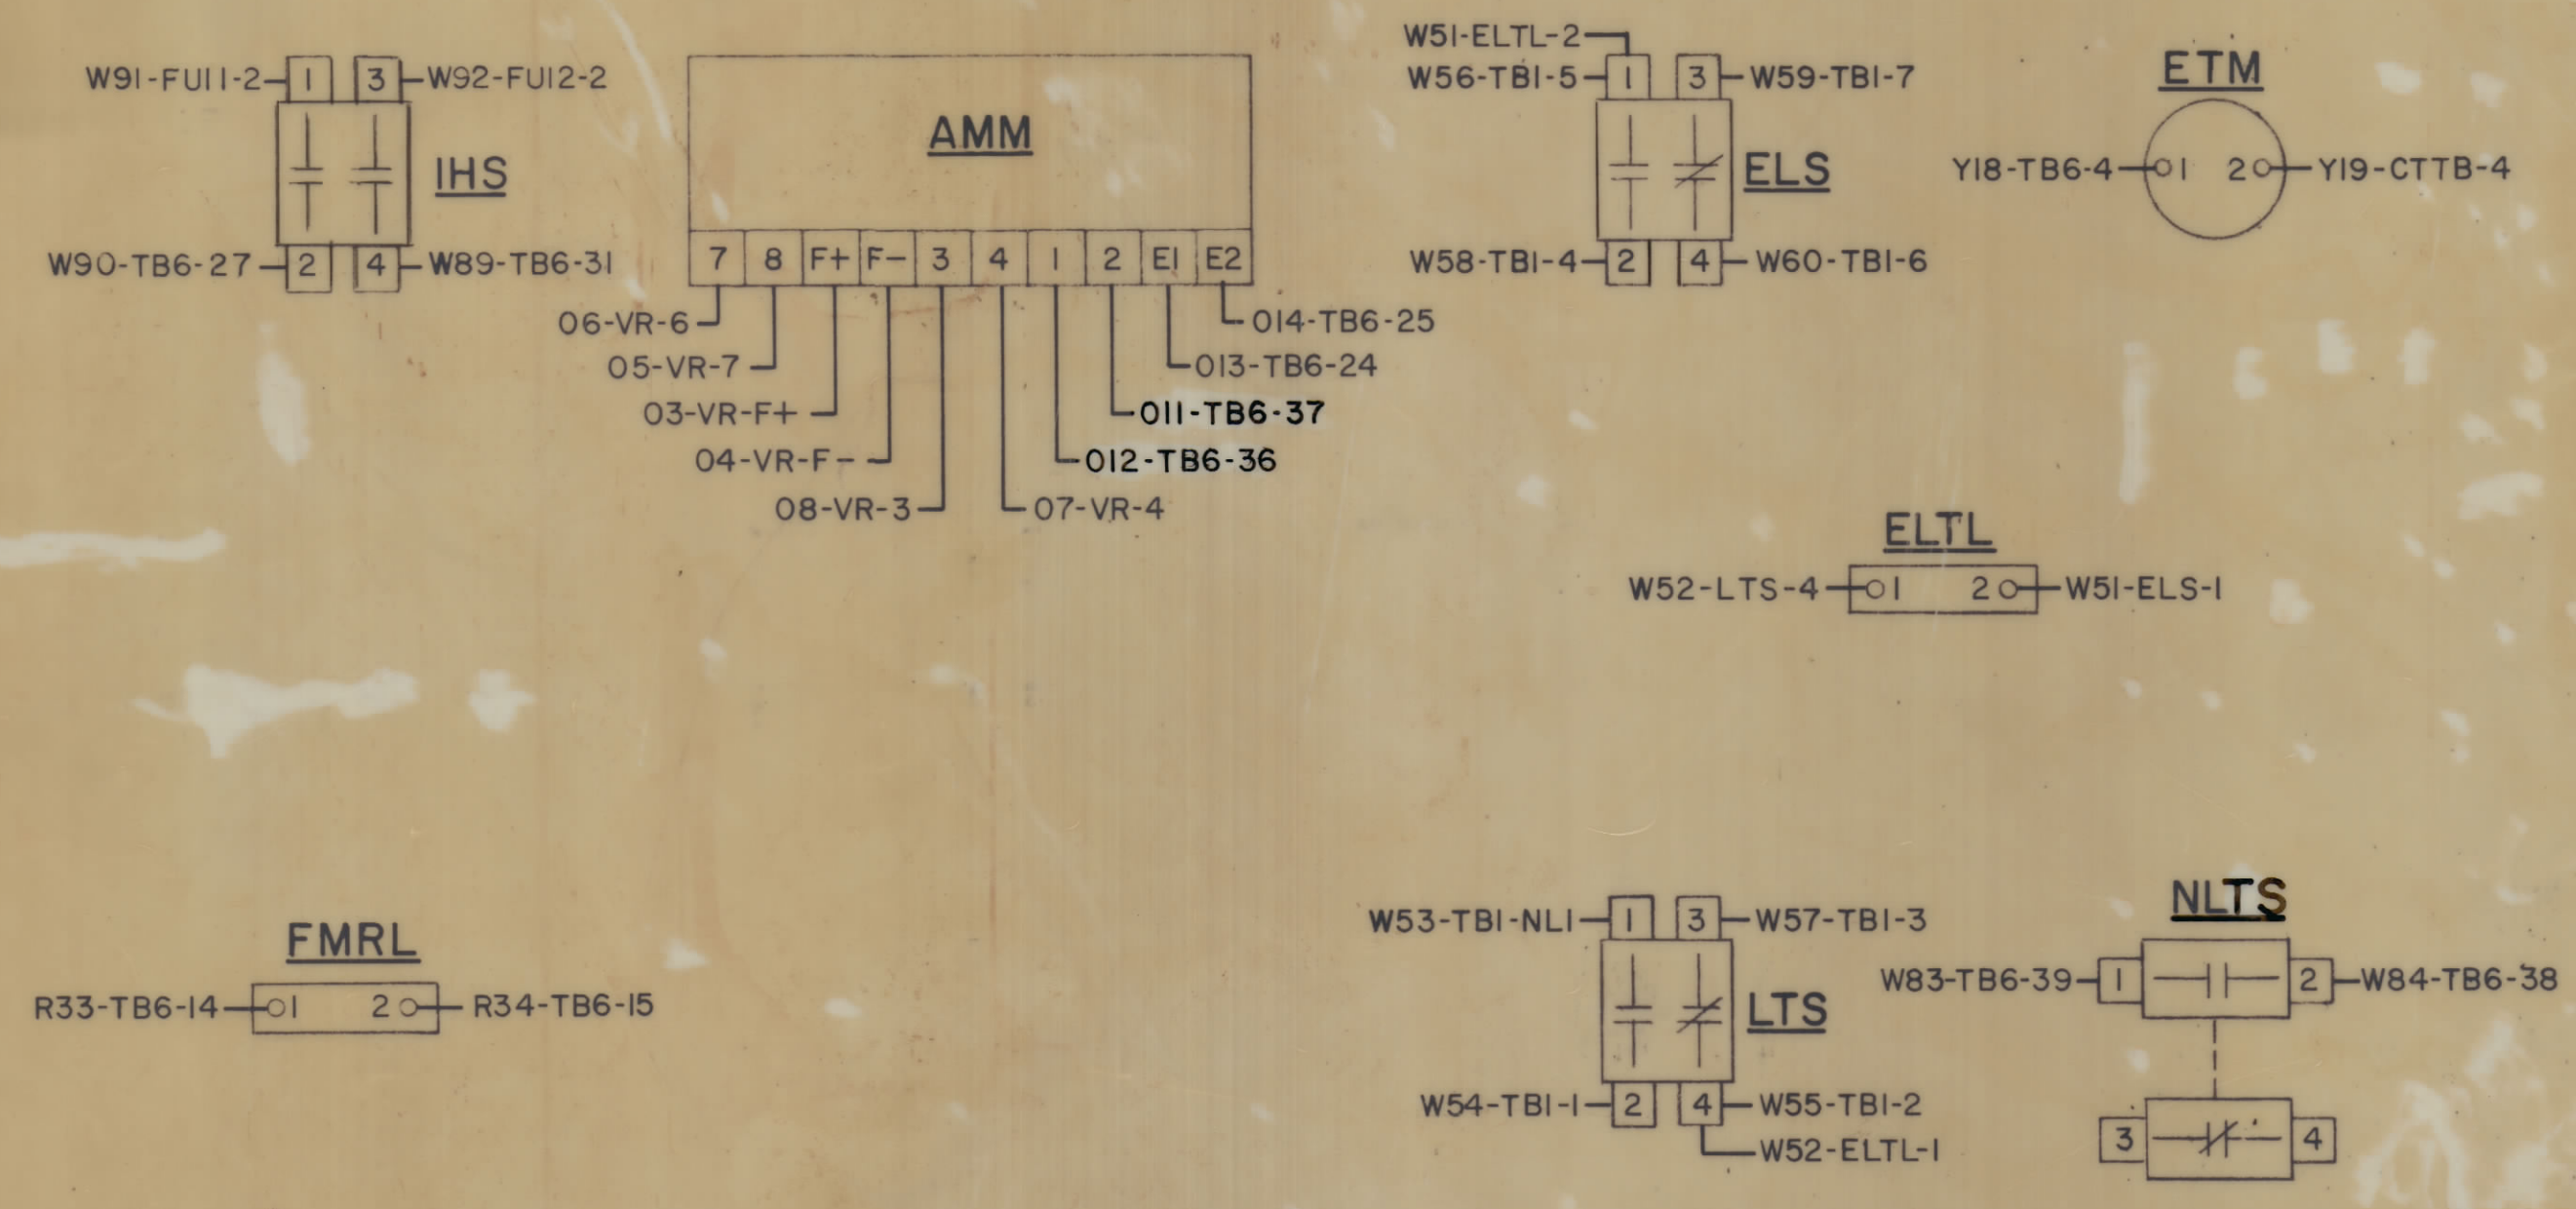 W91-FU11-2 1 3 W92-FU12-2
IHS
W90-TB6-27 2 4 W89-TB6-31
AMM
7 8 F+ F- 3 4 1 2 E1 E2
06-VR-6
05-VR-7
03-VR-F+
04-VR-F-
08-VR-3
07-VR-4
012-TB6-36
011-TB6-37
013-TB6-24
014-TB6-25
W51-ELTL-2
W56-TB1-5 1 3 W59-TB1-7
ELS
W58-TB1-4 2 4 W60-TB1-6
ETM
Y18-TB6-4 1 2 Y19-CTTB-4
ELTL
W52-LTS-4 1 2 W51-ELS-1
FMRL
R33-TB6-14 1 2 R34-TB6-15
W53-TB1-NL1 1 3 W57-TB1-3
LTS
W54-TB1-1 2 4 W55-TB1-2
W52-ELTL-1
NLTS
W83-TB6-39 1 2 W84-TB6-38
3 4